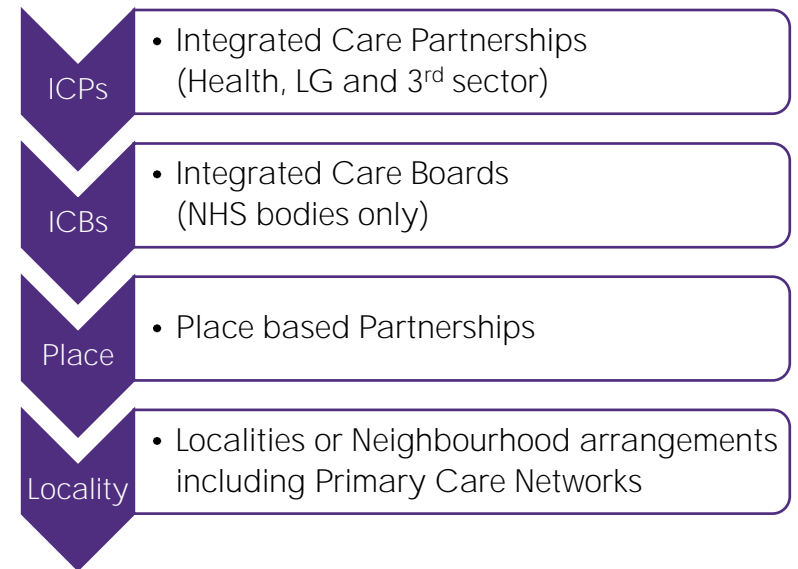 ICPs
• Integrated Care Partnerships
(Health, LG and 3rd sector)
ICBs
• Integrated Care Boards
(NHS bodies only)
Place
• Place based Partnerships
Locality
• Localities or Neighbourhood arrangements
including Primary Care Networks